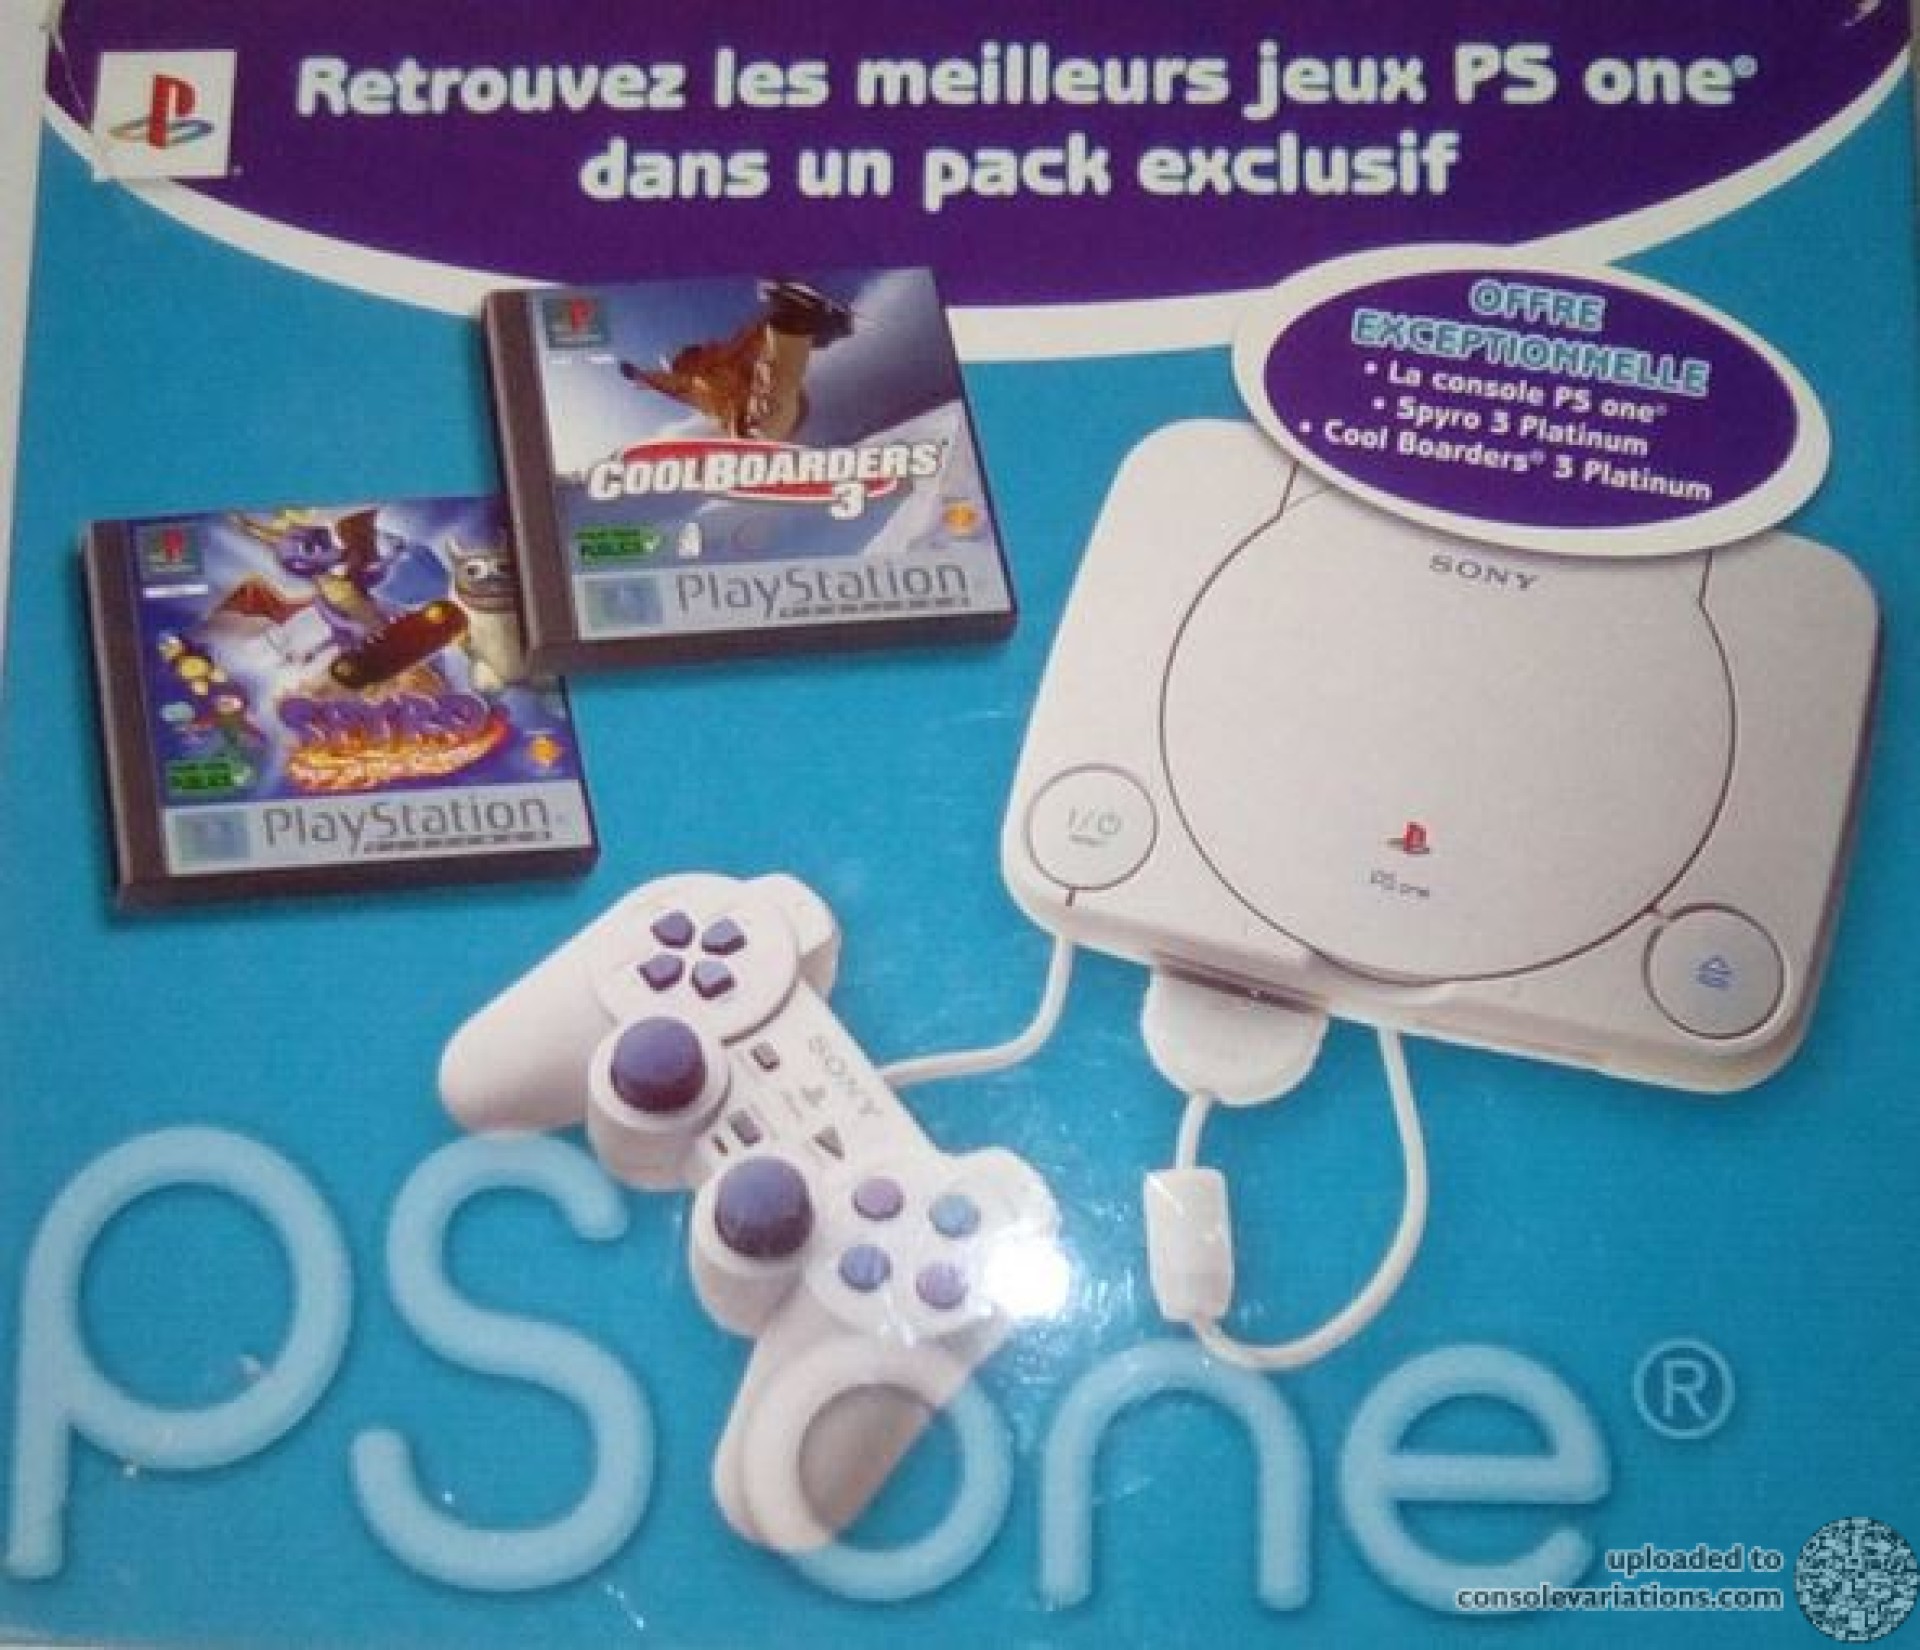 Retrouvez les meilleurs jeux PS one®
dans un pack exclusif
OFFRE
EXCEPTIONNELLE
• La console PS one®
• Spyro 3 Platinum
• Cool Boarders® 3 Platinum
COOLBOARDERS
3
PlayStation
SPYRO
PlayStation
SONY
I/
PS one
SONY
PS one®
uploaded to
consolevariations.com